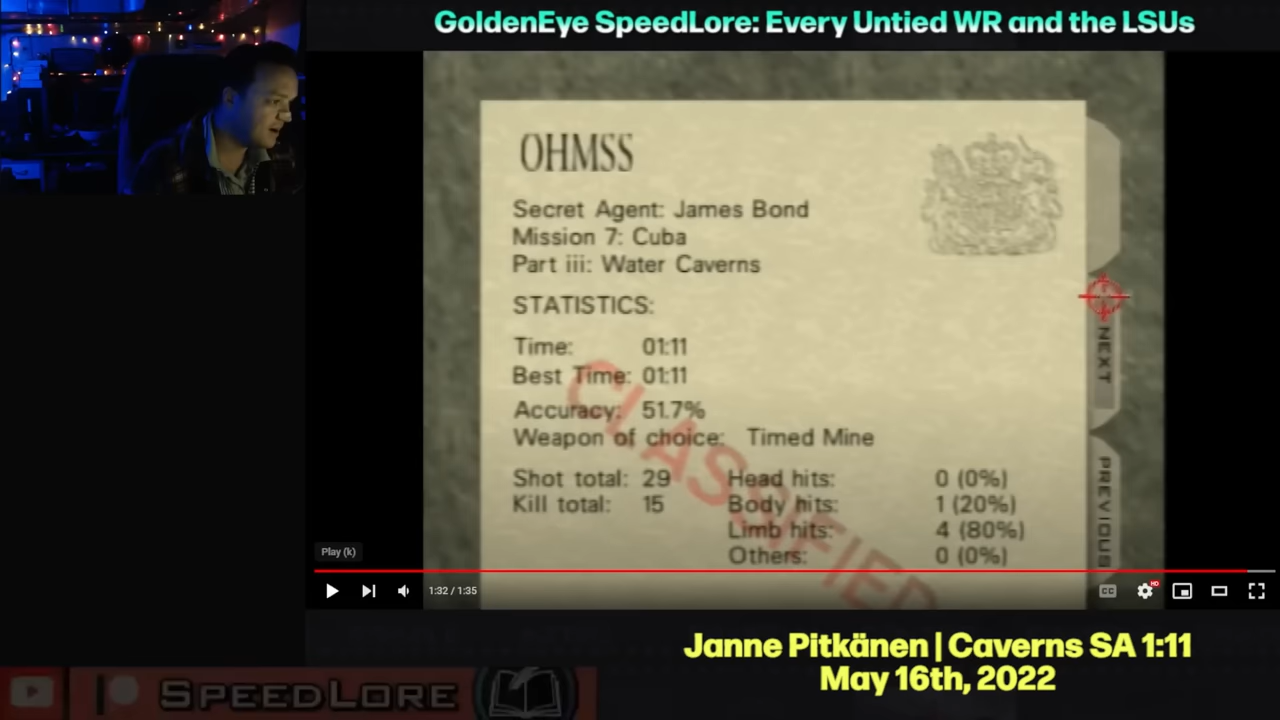 GoldenEye SpeedLore: Every Untied WR and the LSUs
OHMSS
Secret Agent: James Bond
Mission 7: Cuba
Part iii: Water Caverns
STATISTICS:
Time: 01:11
Best Time: 01:11
Accuracy: 51.7%
Weapon of choice: Timed Mine
Shot total: 29 Head hits: 0 (0%)
Kill total: 15 Body hits: 1 (20%)
Limb hits: 4 (80%)
Others: 0 (0%)
CLASSIFIED
NEXT
PREVIOUS
Play (k)
1:32 / 1:35
CC
HD
Janne Pitkänen | Caverns SA 1:11
May 16th, 2022
SPEEDLORE